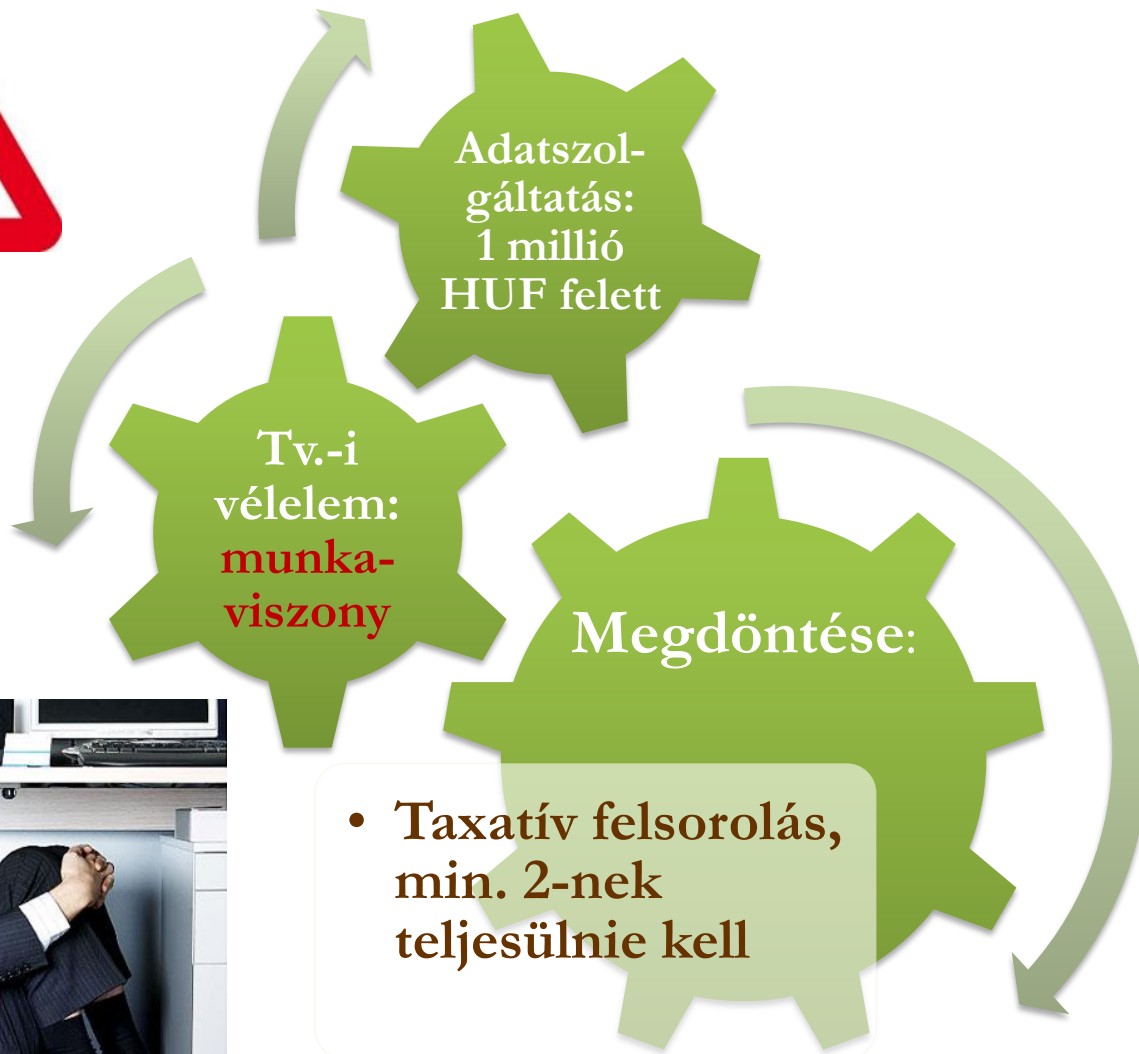 Adatszol-
gáltatás:
1 millió
HUF felett
Tv.-i
vélelem:
munka-
viszony
Megdöntése:
• Taxatív felsorolás,
min. 2-nek
teljesülnie kell